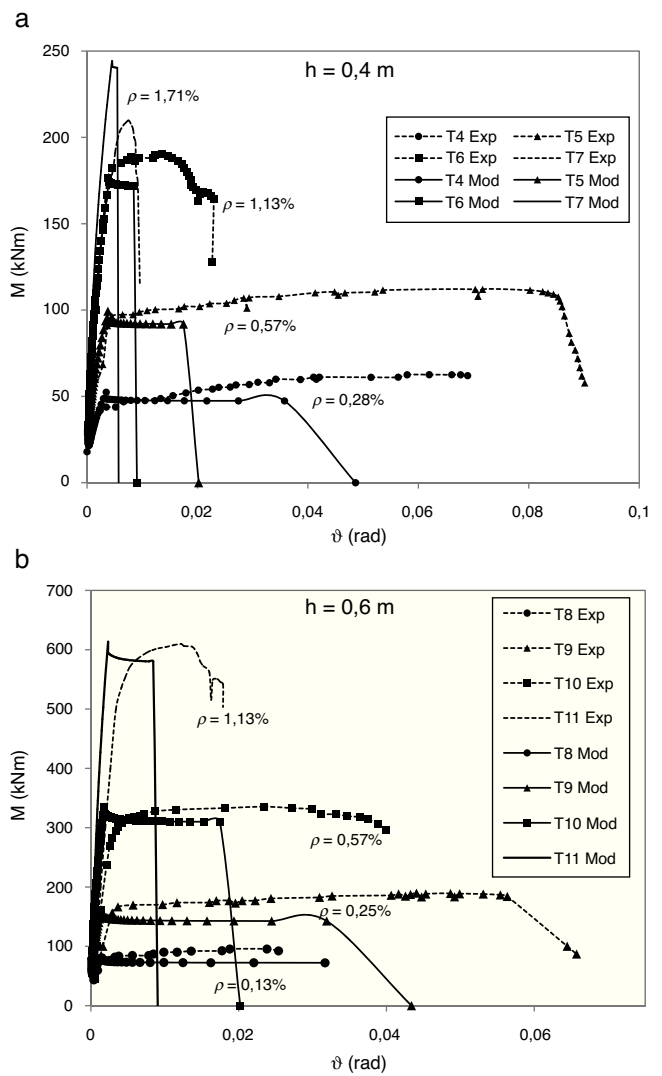 a
250
200
150
100
50
0
M (kNm)
h = 0,4 m
ρ = 1,71%
ρ = 1,13%
ρ = 0,57%
ρ = 0,28%
T4 Exp T5 Exp
T6 Exp T7 Exp
T4 Mod T5 Mod
T6 Mod T7 Mod
0 0,02 0,04 0,06 0,08 0,1
ϑ (rad)
b
700
600
500
400
300
200
100
0
M (kNm)
h = 0,6 m
ρ = 1,13%
ρ = 0,57%
ρ = 0,25%
ρ = 0,13%
T8 Exp
T9 Exp
T10 Exp
T11 Exp
T8 Mod
T9 Mod
T10 Mod
T11 Mod
0 0,02 0,04 0,06
ϑ (rad)